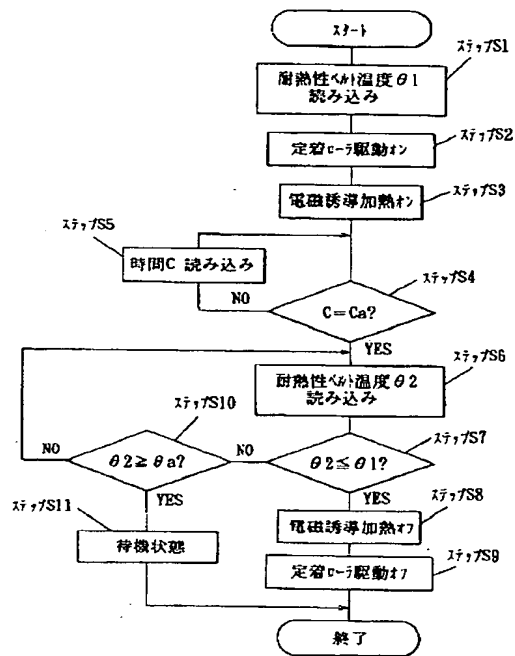 スタート
ステップS1
耐熱性ベルト温度θ1
読み込み
ステップS2
定着ローラ駆動オン
ステップS3
電磁誘導加熱オン
ステップS5
時間C 読み込み
ステップS4
NO
C=Ca?
YES
ステップS6
耐熱性ベルト温度θ2
読み込み
ステップS10
ステップS7
NO
θ2≧θa?
NO
θ2≦θ1?
YES
YES
ステップS8
ステップS11
電磁誘導加熱オフ
待機状態
ステップS9
定着ローラ駆動オフ
終了